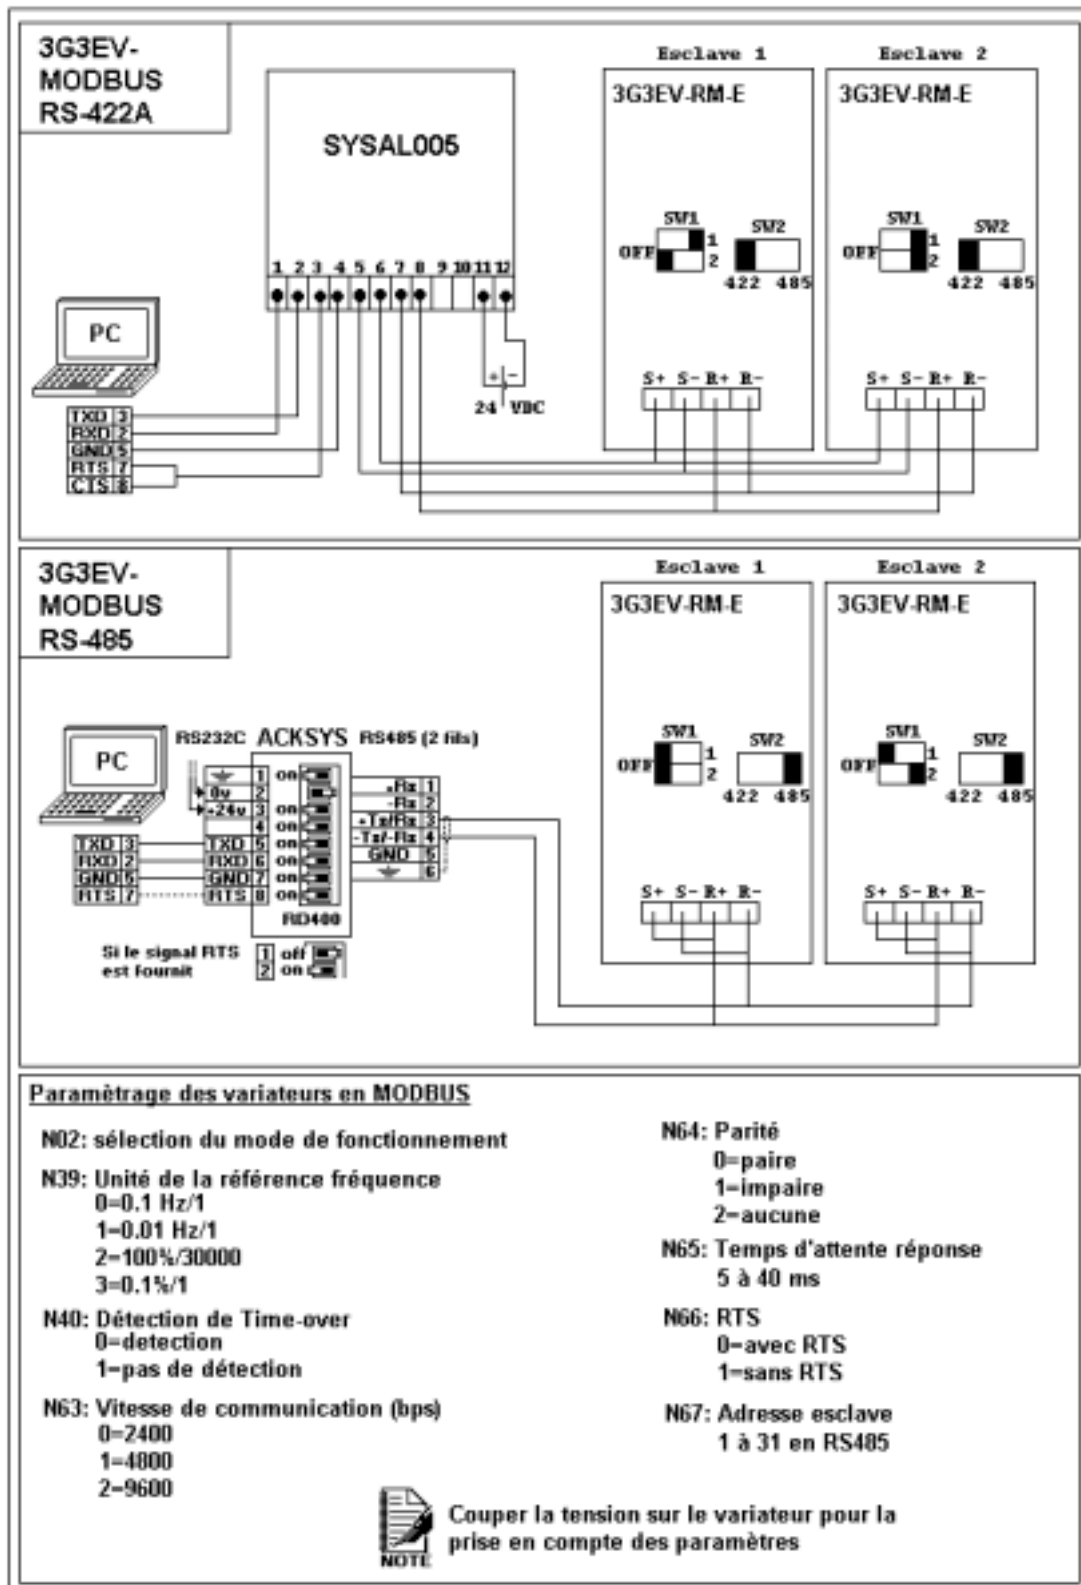 3G3EV-
MODBUS
RS-422A
SYSAL005
1 2 3 4 5 6 7 8 9 10 11 12
PC
TXD 3
RXD 2
GND 5
RTS 7
CTS 8
+ -
24 VDC
Esclave 1
3G3EV-RM-E
SW1
OFF
1
2
SW2
422 485
S+ S- R+ R-
Esclave 2
3G3EV-RM-E
SW1
OFF
1
2
SW2
422 485
S+ S- R+ R-
3G3EV-
MODBUS
RS-485
PC
TXD 3
RXD 2
GND 5
RTS 7
RS232C ACKSYS RS485 (2 fils)
1 on
0v 2
+24v 3 on
4 on
TXD 5 on
RXD 6 on
GND 7 on
RTS 8 on
RD400
+Rx 1
-Rx 2
+Tx/Rx 3
-Tx/-Rx 4
GND 5
6
Si le signal RTS
est fournit
1 off
2 on
Esclave 1
3G3EV-RM-E
SW1
OFF
1
2
SW2
422 485
S+ S- R+ R-
Esclave 2
3G3EV-RM-E
SW1
OFF
1
2
SW2
422 485
S+ S- R+ R-
Paramètrage des variateurs en MODBUS
N02: sélection du mode de fonctionnement
N39: Unité de la référence fréquence
0=0.1 Hz/1
1=0.01 Hz/1
2=100%/30000
3=0.1%/1
N40: Détection de Time-over
0=detection
1=pas de détection
N63: Vitesse de communication (bps)
0=2400
1=4800
2=9600
N64: Parité
0=paire
1=impaire
2=aucune
N65: Temps d'attente réponse
5 à 40 ms
N66: RTS
0=avec RTS
1=sans RTS
N67: Adresse esclave
1 à 31 en RS485
NOTE
Couper la tension sur le variateur pour la
prise en compte des paramètres